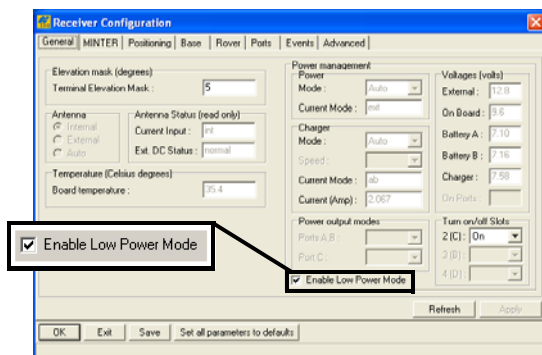 Receiver Configuration
General MINTER Positioning Base Rover Ports Events Advanced
Elevation mask (degrees)
Terminal Elevation Mask : 5
Antenna
Internal
External
Auto
Antenna Status (read only)
Current Input : int
Ext. DC Status : normal
Temperature (Celsius degrees)
Board temperature : 35.4
Power management
Power
Mode : Auto
Current Mode : ext
Charger
Mode : Auto
Speed :
Current Mode : ab
Current (Amp) : 2.067
Power output modes
Ports A,B :
Port C :
Enable Low Power Mode
Voltages (volts)
External : 12.8
On Board : 9.6
Battery A : 7.10
Battery B : 7.16
Charger : 7.58
On Ports :
Turn on/off Slots
2 (C) : On
3 (B) :
4 (D) :
Enable Low Power Mode
Refresh Apply
OK Exit Save Set all parameters to defaults